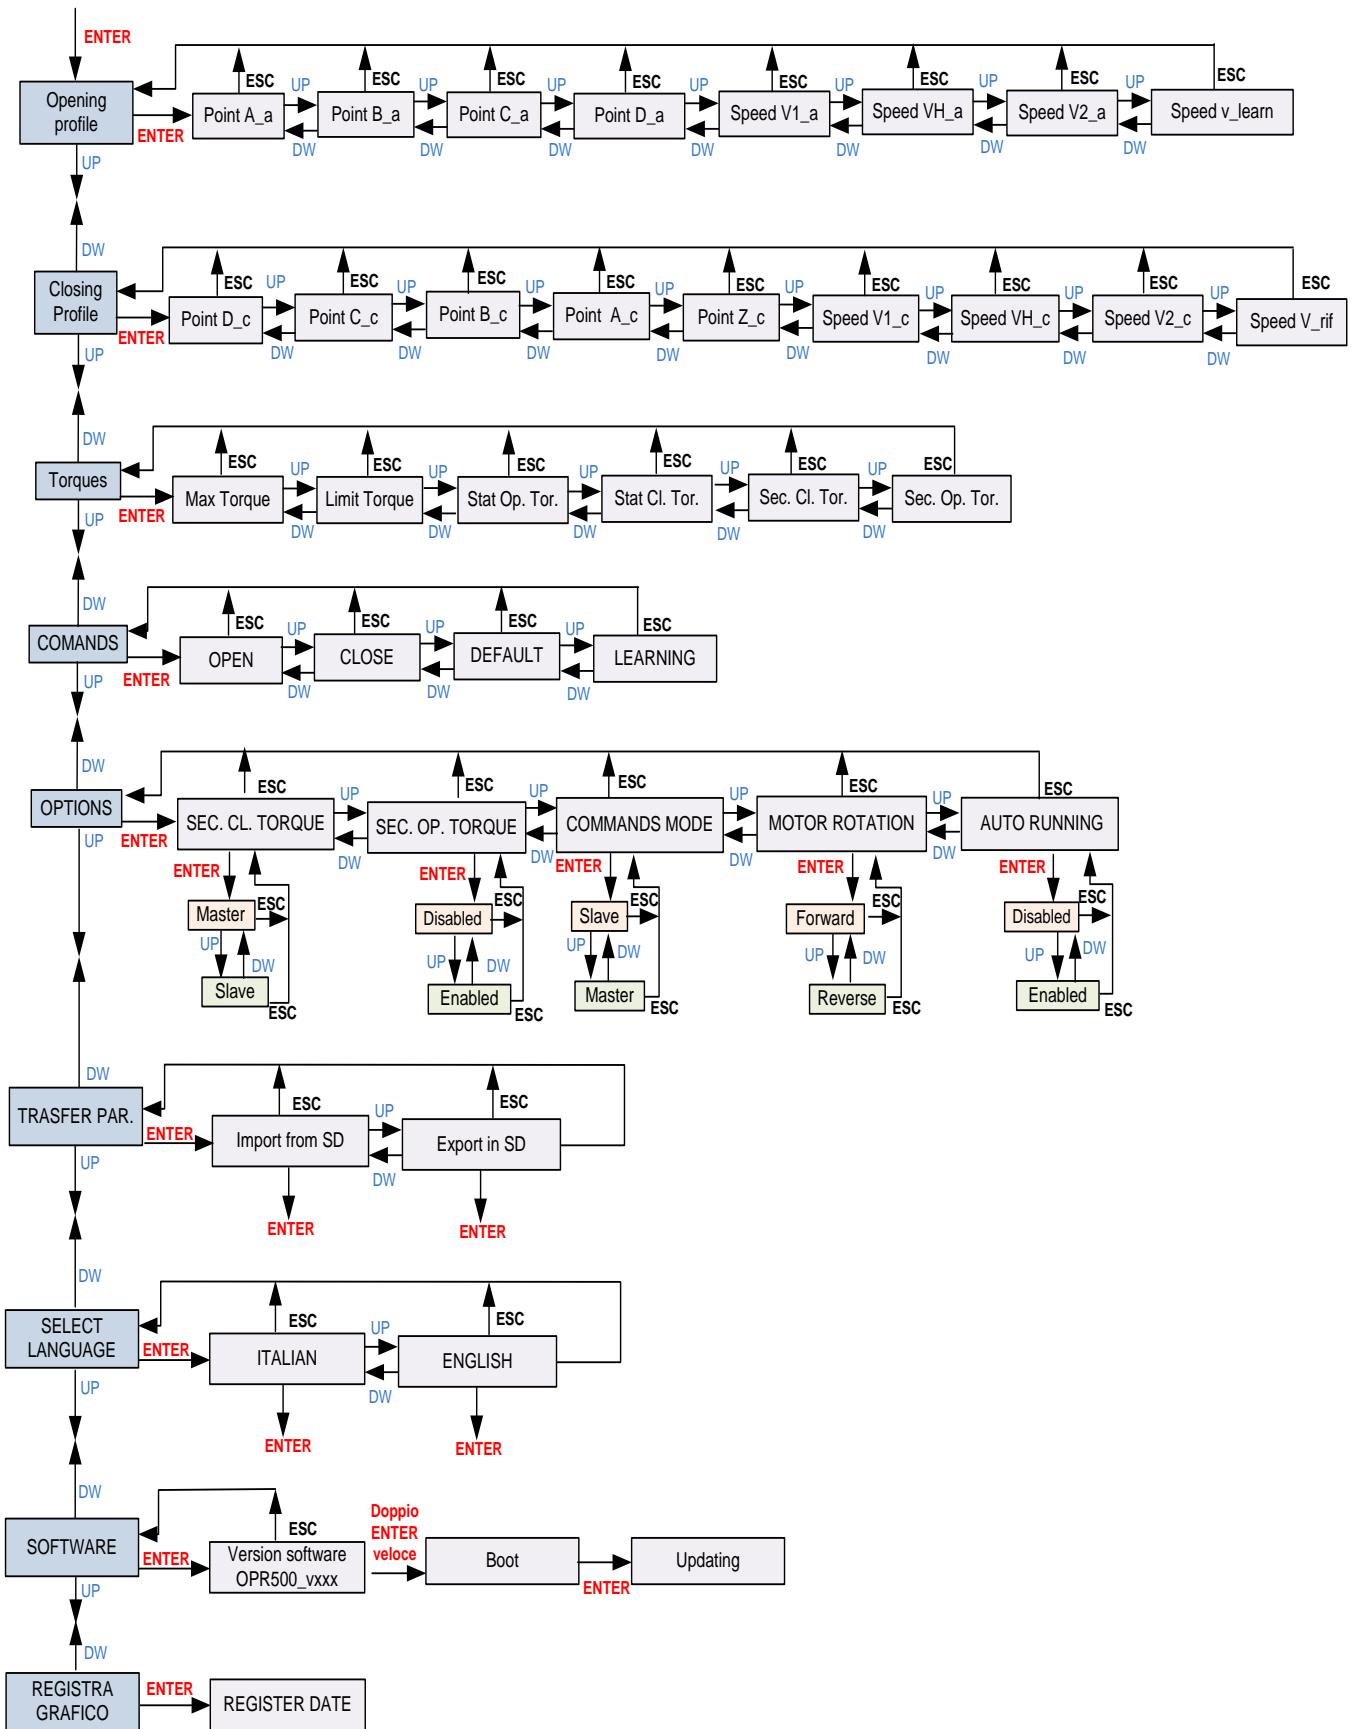 ENTER
ESC ESC ESC ESC ESC ESC ESC ESC
UP UP UP UP UP UP UP
Opening
profile
Point A_a Point B_a Point C_a Point D_a Speed V1_a Speed VH_a Speed V2_a Speed v_learn
ENTER
DW DW DW DW DW DW DW
UP
DW
ESC ESC ESC ESC ESC ESC ESC ESC ESC
UP UP UP UP UP UP UP UP
Closing
Profile
Point D_c Point C_c Point B_c Point A_c Point Z_c Speed V1_c Speed VH_c Speed V2_c Speed V_rif
ENTER
DW DW DW DW DW DW DW DW
UP
DW
ESC ESC ESC ESC ESC ESC
UP UP UP UP UP
Torques
Max Torque Limit Torque Stat Op. Tor. Stat Cl. Tor. Sec. Cl. Tor. Sec. Op. Tor.
ENTER
DW DW DW DW DW
UP
DW
ESC ESC ESC ESC
UP UP UP
COMANDS
OPEN CLOSE DEFAULT LEARNING
ENTER
DW DW DW
UP
DW
ESC ESC ESC ESC ESC
UP UP UP UP
OPTIONS
SEC. CL. TORQUE SEC. OP. TORQUE COMMANDS MODE MOTOR ROTATION AUTO RUNNING
UP ENTER
DW DW DW DW
ENTER ENTER ENTER ENTER ENTER
ESC ESC ESC ESC ESC
Master Disabled Slave Forward Disabled
UP DW UP DW UP DW UP DW UP DW
Slave Enabled Master Reverse Enabled
ESC ESC ESC ESC ESC
DW
ESC ESC
UP
TRASFER PAR.
Import from SD Export in SD
ENTER
DW
UP
ENTER ENTER
DW
ESC ESC
UP
SELECT
LANGUAGE
ITALIAN ENGLISH
ENTER
DW
UP
ENTER ENTER
DW
ESC
Doppio
ENTER
veloce
SOFTWARE
ENTER
Version software
OPR500_vxxx
Boot
ENTER
Updating
UP
DW
REGISTRA
GRAFICO
ENTER
REGISTER DATE